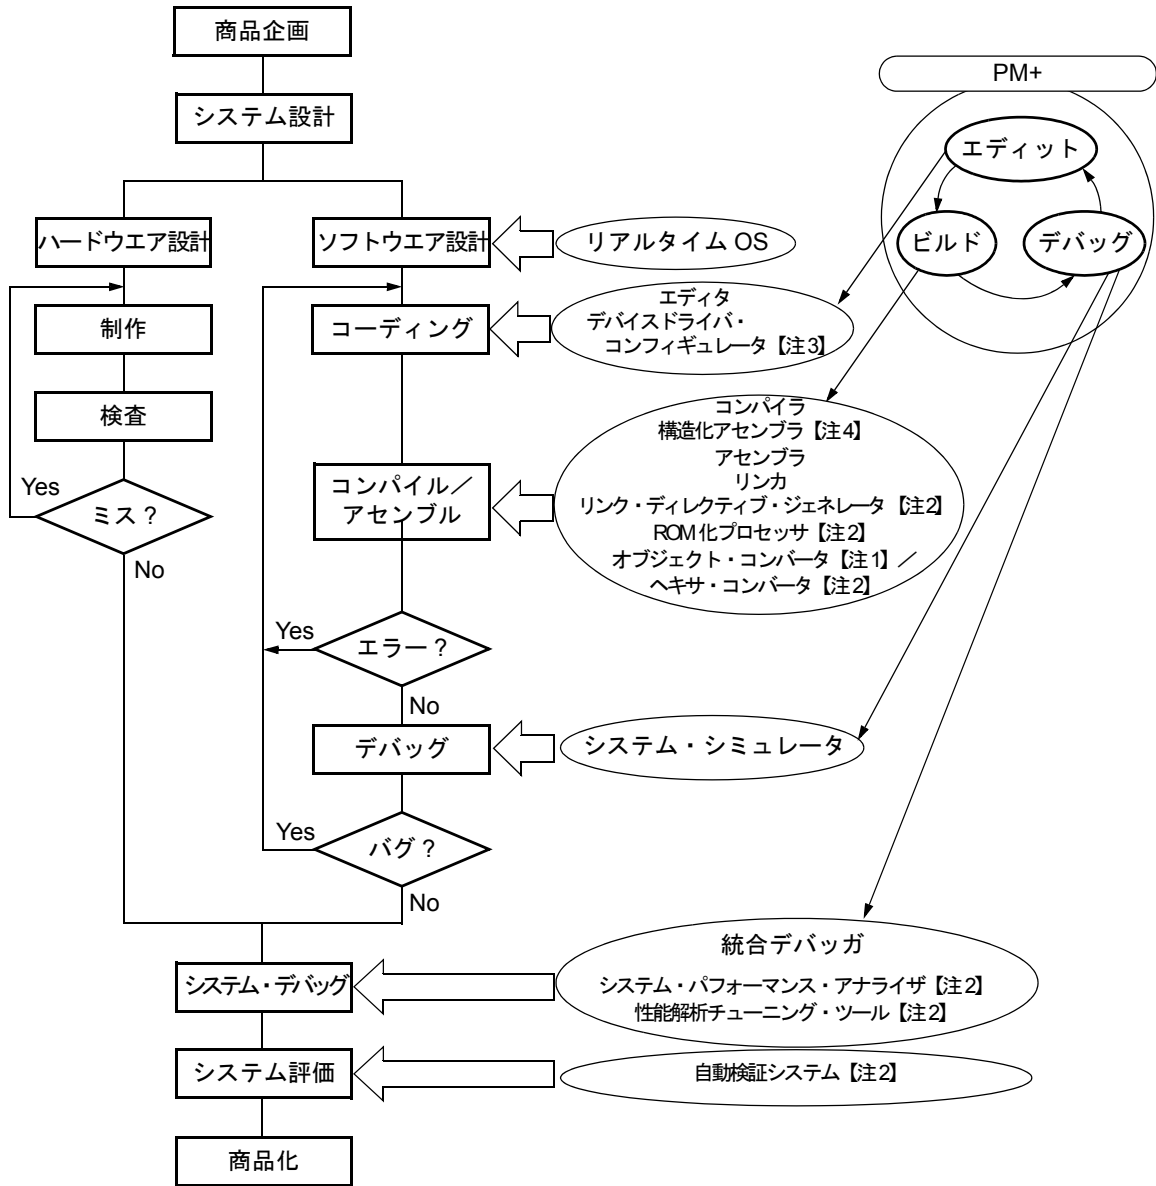 商品企画
PM+
システム設計
エディット
ハードウエア設計
ソフトウエア設計
リアルタイム OS
ビルド
デバッグ
制作
コーディング
エディタ
デバイスドライバ・
コンフィギュレータ【注3】
検査
コンパイラ
構造化アセンブラ【注4】
アセンブラ
リンカ
リンク・ディレクティブ・ジェネレータ【注2】
ROM 化プロセッサ【注2】
オブジェクト・コンバータ【注1】／
ヘキサ・コンバータ【注2】
コンパイル／
アセンブル
Yes
ミス？
No
Yes
エラー？
No
デバッグ
システム・シミュレータ
Yes
バグ？
No
統合デバッガ
システム・パフォーマンス・アナライザ【注2】
性能解析チューニング・ツール【注2】
システム・デバッグ
システム評価
自動検証システム【注2】
商品化